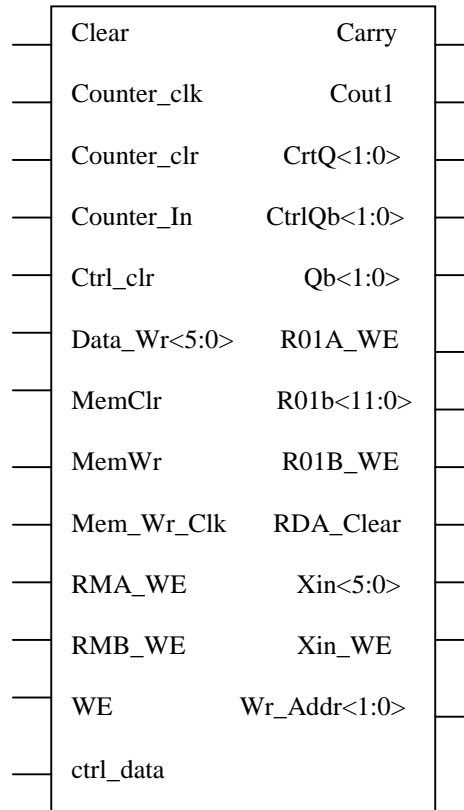 Clear Carry
Counter_clk Cout1
Counter_clr CrtQ<1:0>
Counter_In CtrlQb<1:0>
Ctrl_clr Qb<1:0>
Data_Wr<5:0> R01A_WE
MemClr R01b<11:0>
MemWr R01B_WE
Mem_Wr_Clk RDA_Clear
RMA_WE Xin<5:0>
RMB_WE Xin_WE
WE Wr_Addr<1:0>
ctrl_data